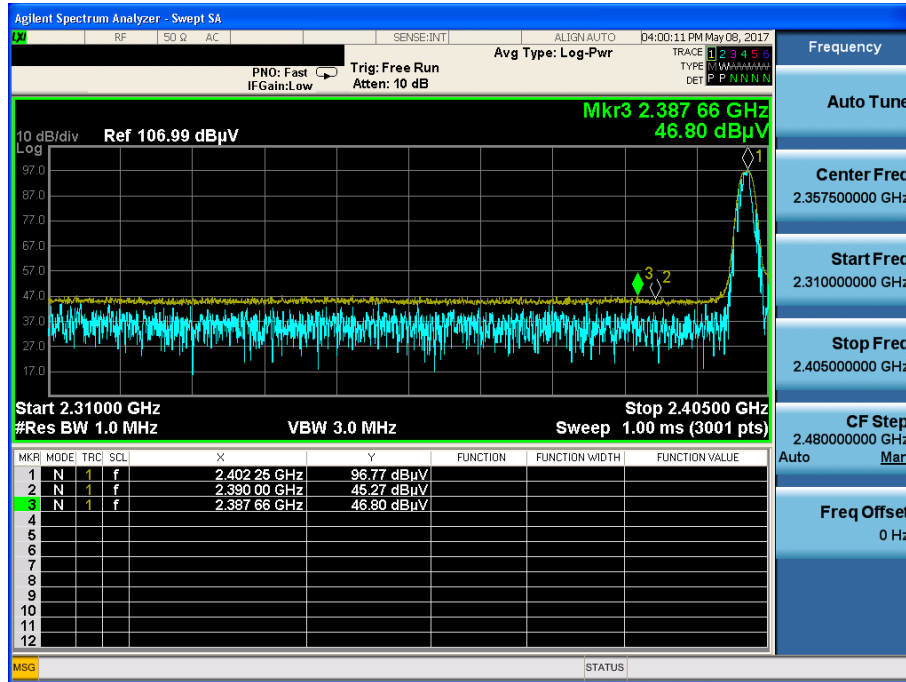 Agilent Spectrum Analyzer - Swept SA
LXI RF 50 Ω AC SENSE:INT ALIGN AUTO 04:00:11 PM May 08, 2017
PNO: Fast IFGain:Low
Trig: Free Run
Atten: 10 dB
Avg Type: Log-Pwr
TRACE 1 2 3 4 5 6
TYPE M W W W W W
DET P P N N N N
Mkr3 2.387 66 GHz
46.80 dBµV
10 dB/div Ref 106.99 dBµV
Log
97.0
87.0
77.0
67.0
57.0
47.0
37.0
27.0
17.0
1
3
2
Start 2.31000 GHz Stop 2.40500 GHz
#Res BW 1.0 MHz VBW 3.0 MHz Sweep 1.00 ms (3001 pts)
MKR MODE TRC SCL X Y FUNCTION FUNCTION WIDTH FUNCTION VALUE
1 N 1 f 2.402 25 GHz 96.77 dBµV
2 N 1 f 2.390 00 GHz 45.27 dBµV
3 N 1 f 2.387 66 GHz 46.80 dBµV
4
5
6
7
8
9
10
11
12
MSG STATUS
Frequency
Auto Tune
Center Freq
2.357500000 GHz
Start Freq
2.310000000 GHz
Stop Freq
2.405000000 GHz
CF Step
2.480000000 GHz
Auto Man
Freq Offset
0 Hz